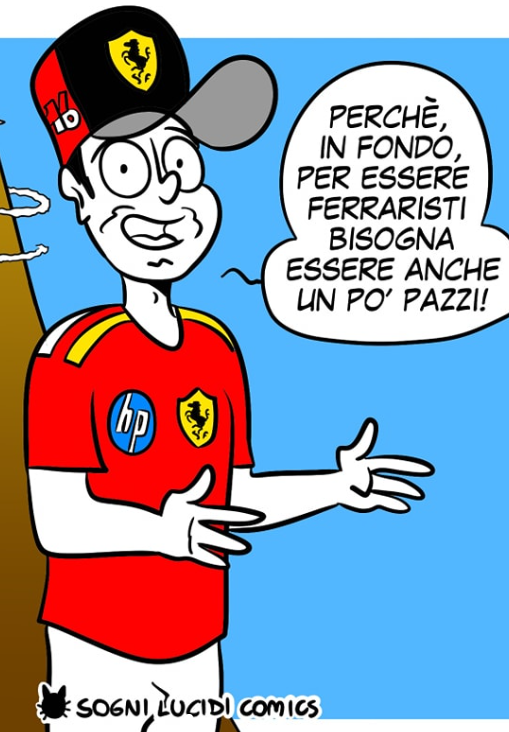 PERCHÈ,
IN FONDO,
PER ESSERE
FERRARISTI
BISOGNA
ESSERE ANCHE
UN PO' PAZZI!
16
hp
SOGNI LUCIDI COMICS